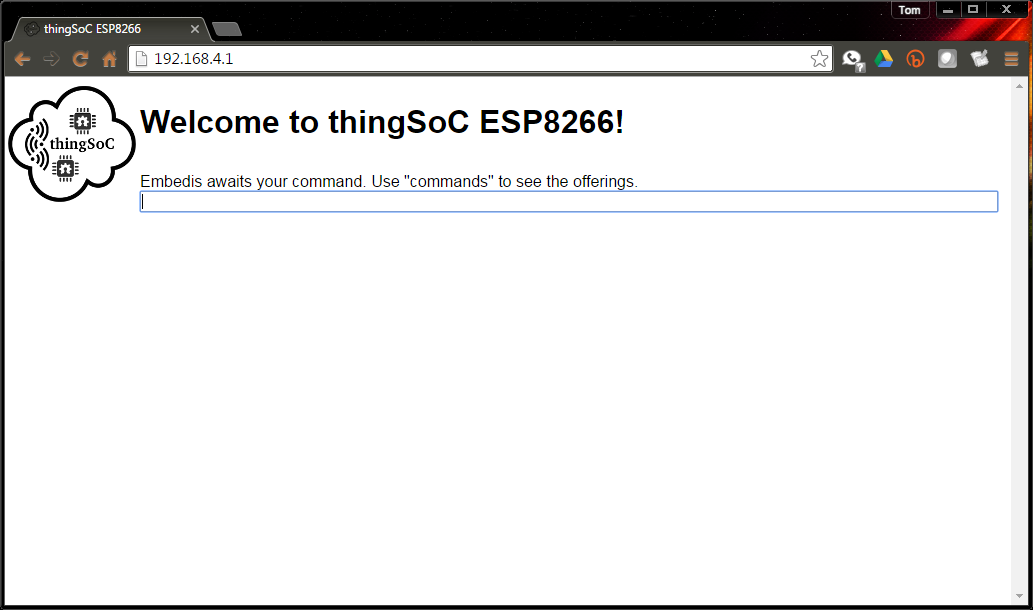 Tom
thingSoC ESP8266
192.168.4.1
thingSoC
Welcome to thingSoC ESP8266!
Embedis awaits your command. Use "commands" to see the offerings.